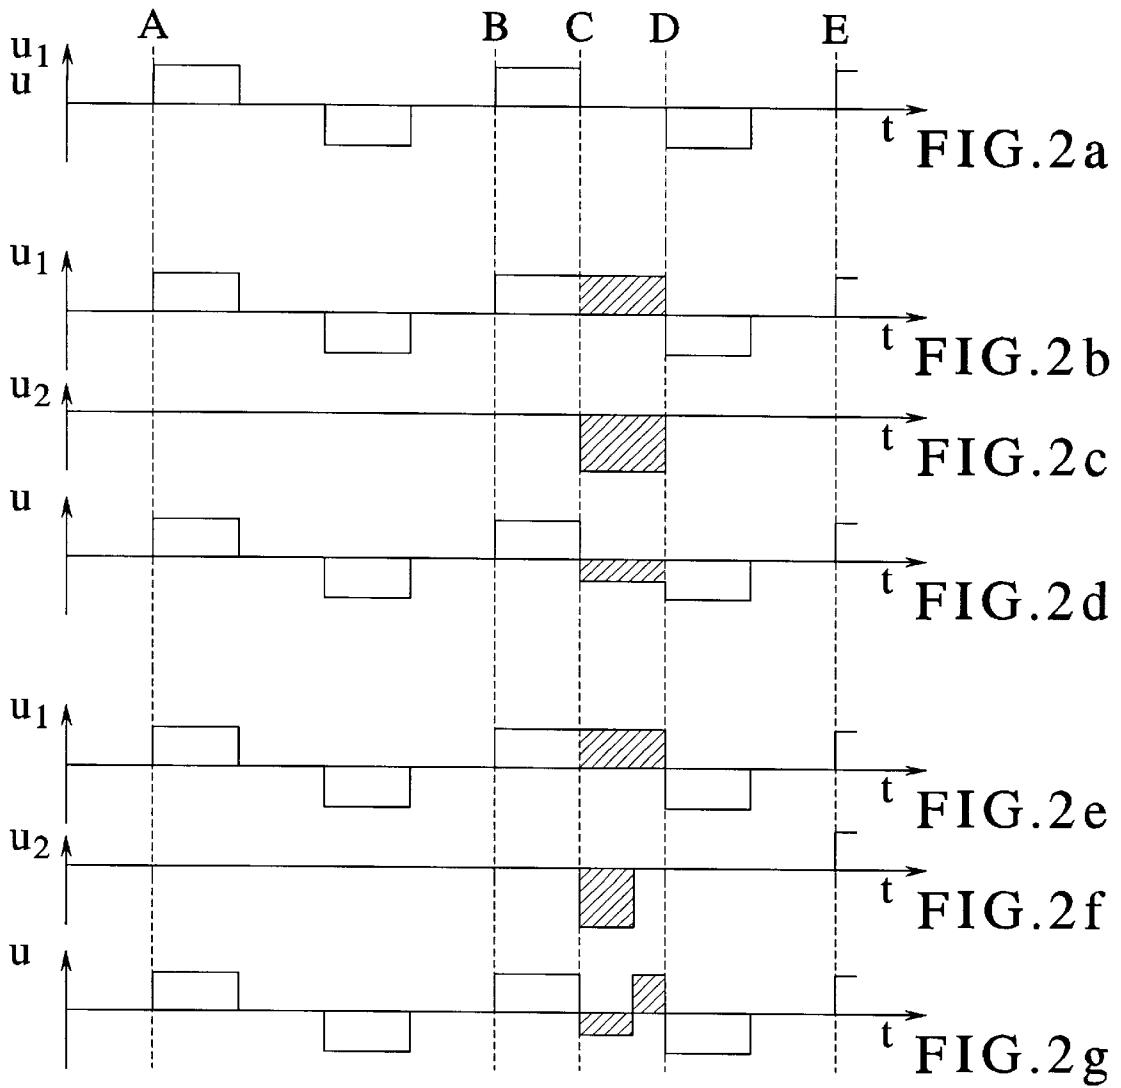 A B C D E
u1
u
t
FIG.2a
u1
t
FIG.2b
u2
t
FIG.2c
u
t
FIG.2d
u1
t
FIG.2e
u2
t
FIG.2f
u
t
FIG.2g